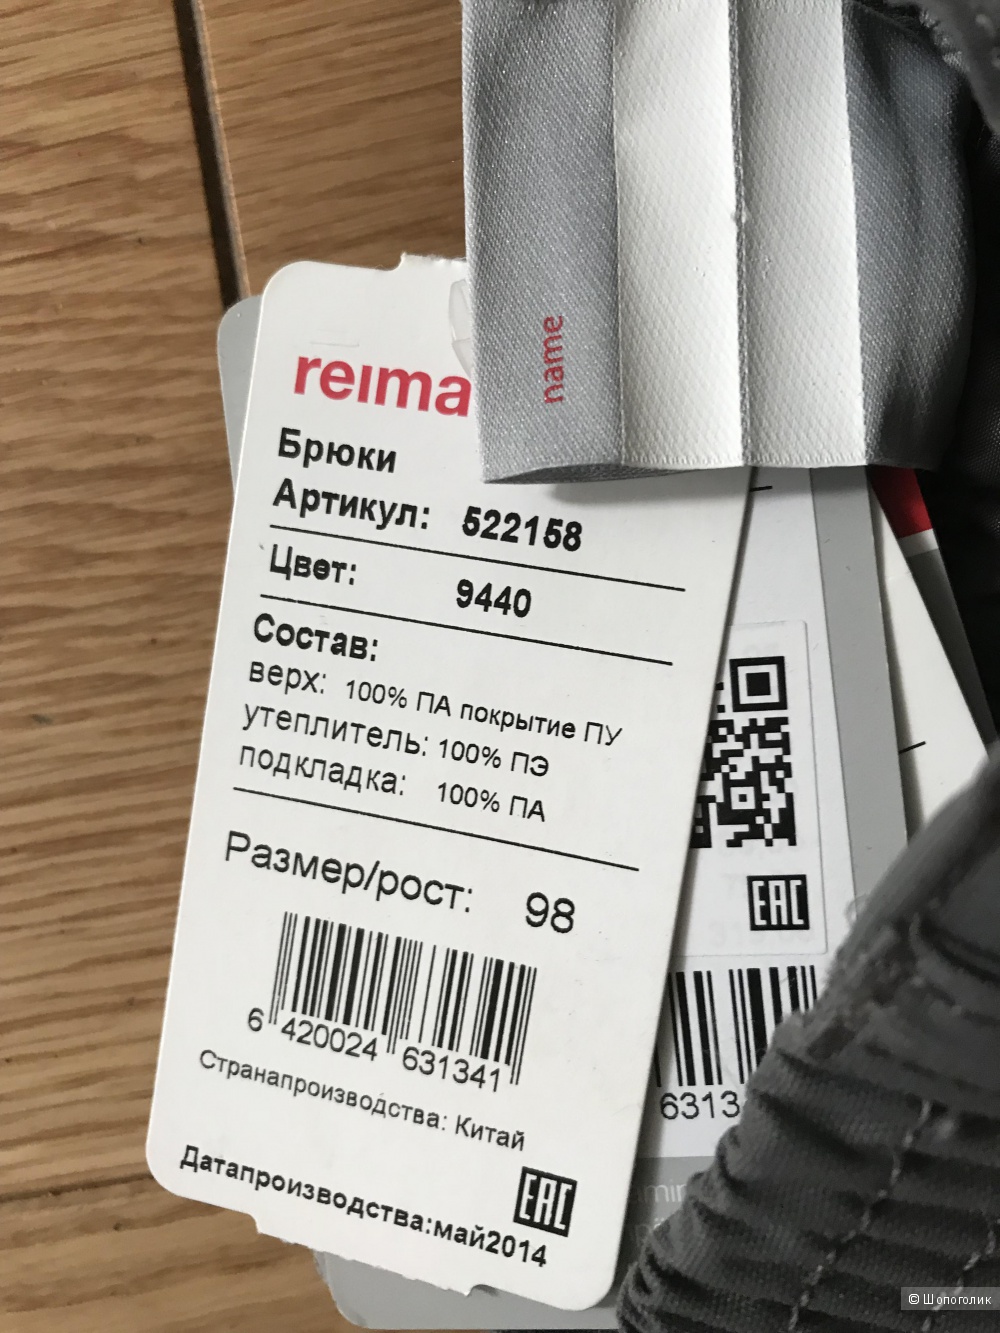 name
reima
Брюки
Артикул: 522158
Цвет: 9440
Состав:
верх: 100% ПА покрытие ПУ
утеплитель: 100% ПЭ
подкладка: 100% ПА
Размер/рост: 98
6 420024 631341
Странапроизводства: Китай
Датапроизводства:май2014
EAC
EAC
6313
© Шопоголик